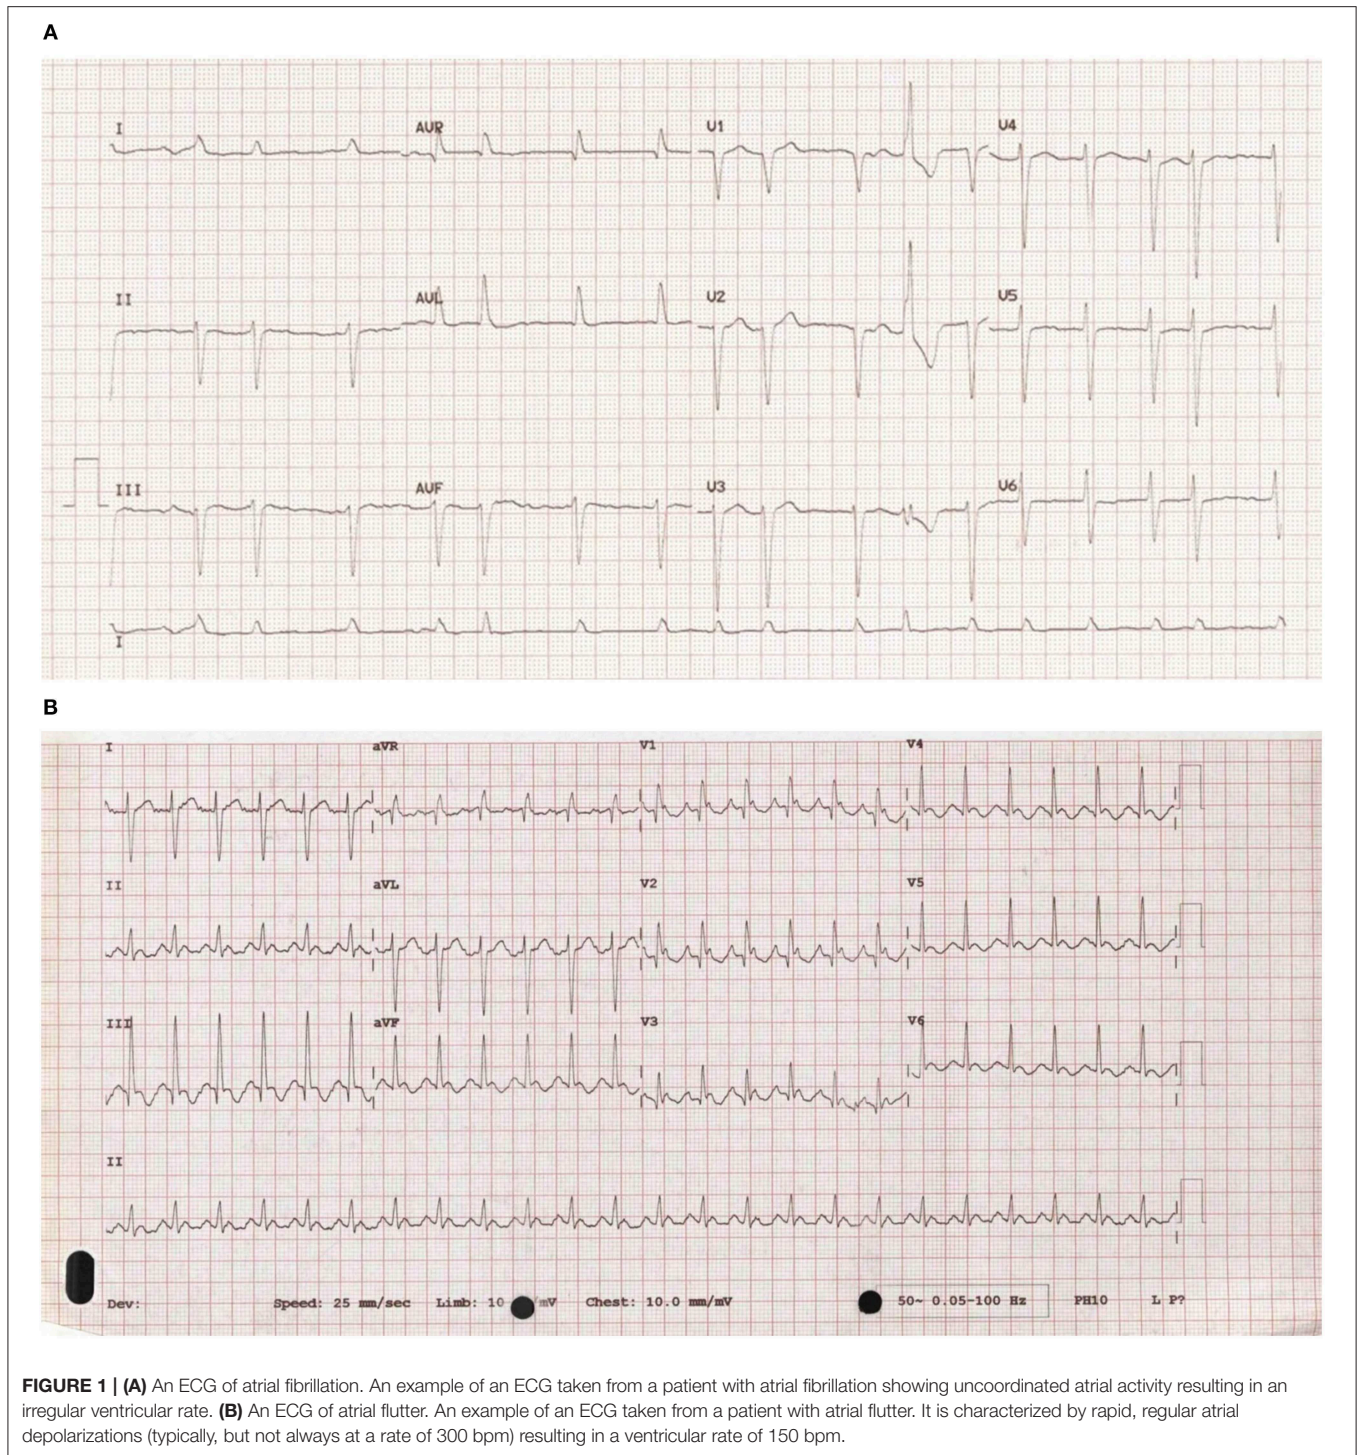 A
I AVR U1 U4
II AVL U2 U5
III AVF U3 U6
I
B
I aVR V1 V4
II aVL V2 V5
III aVF V3 V6
II
Dev: Speed: 25 mm/sec Limb: 10 /mV Chest: 10.0 mm/mV 50~ 0.05-100 Hz PH10 L P?
FIGURE 1 | (A) An ECG of atrial fibrillation. An example of an ECG taken from a patient with atrial fibrillation showing uncoordinated atrial activity resulting in an
irregular ventricular rate. (B) An ECG of atrial flutter. An example of an ECG taken from a patient with atrial flutter. It is characterized by rapid, regular atrial
depolarizations (typically, but not always at a rate of 300 bpm) resulting in a ventricular rate of 150 bpm.